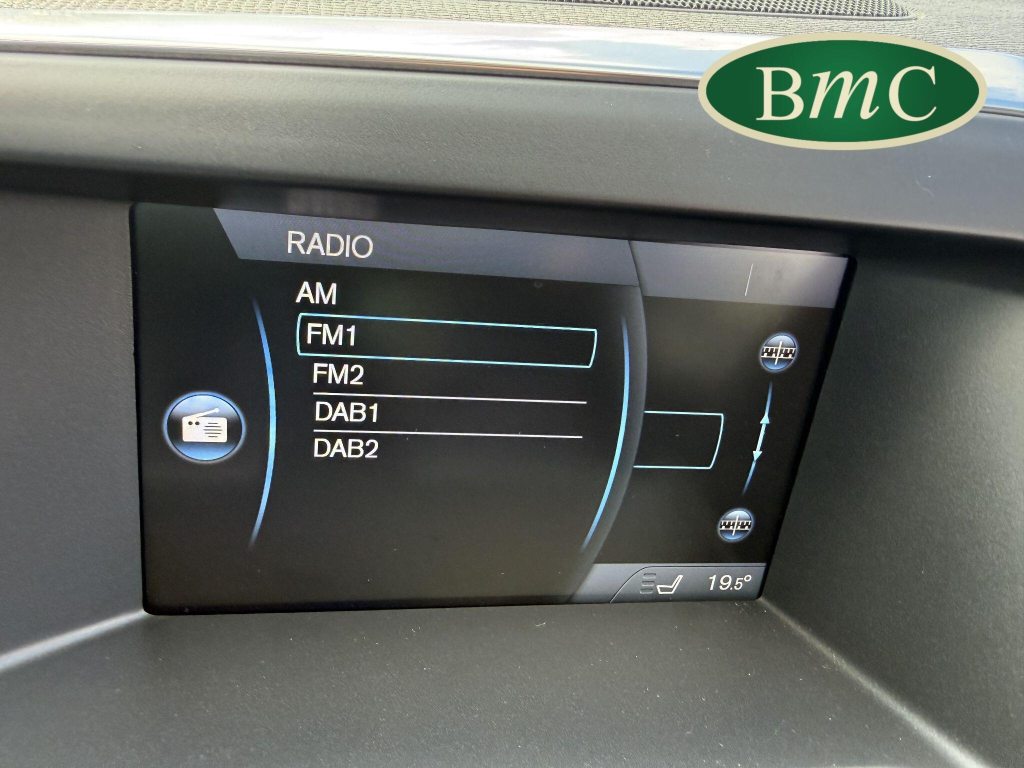 BmC
RADIO
AM
FM1
FM2
DAB1
DAB2
19.5°